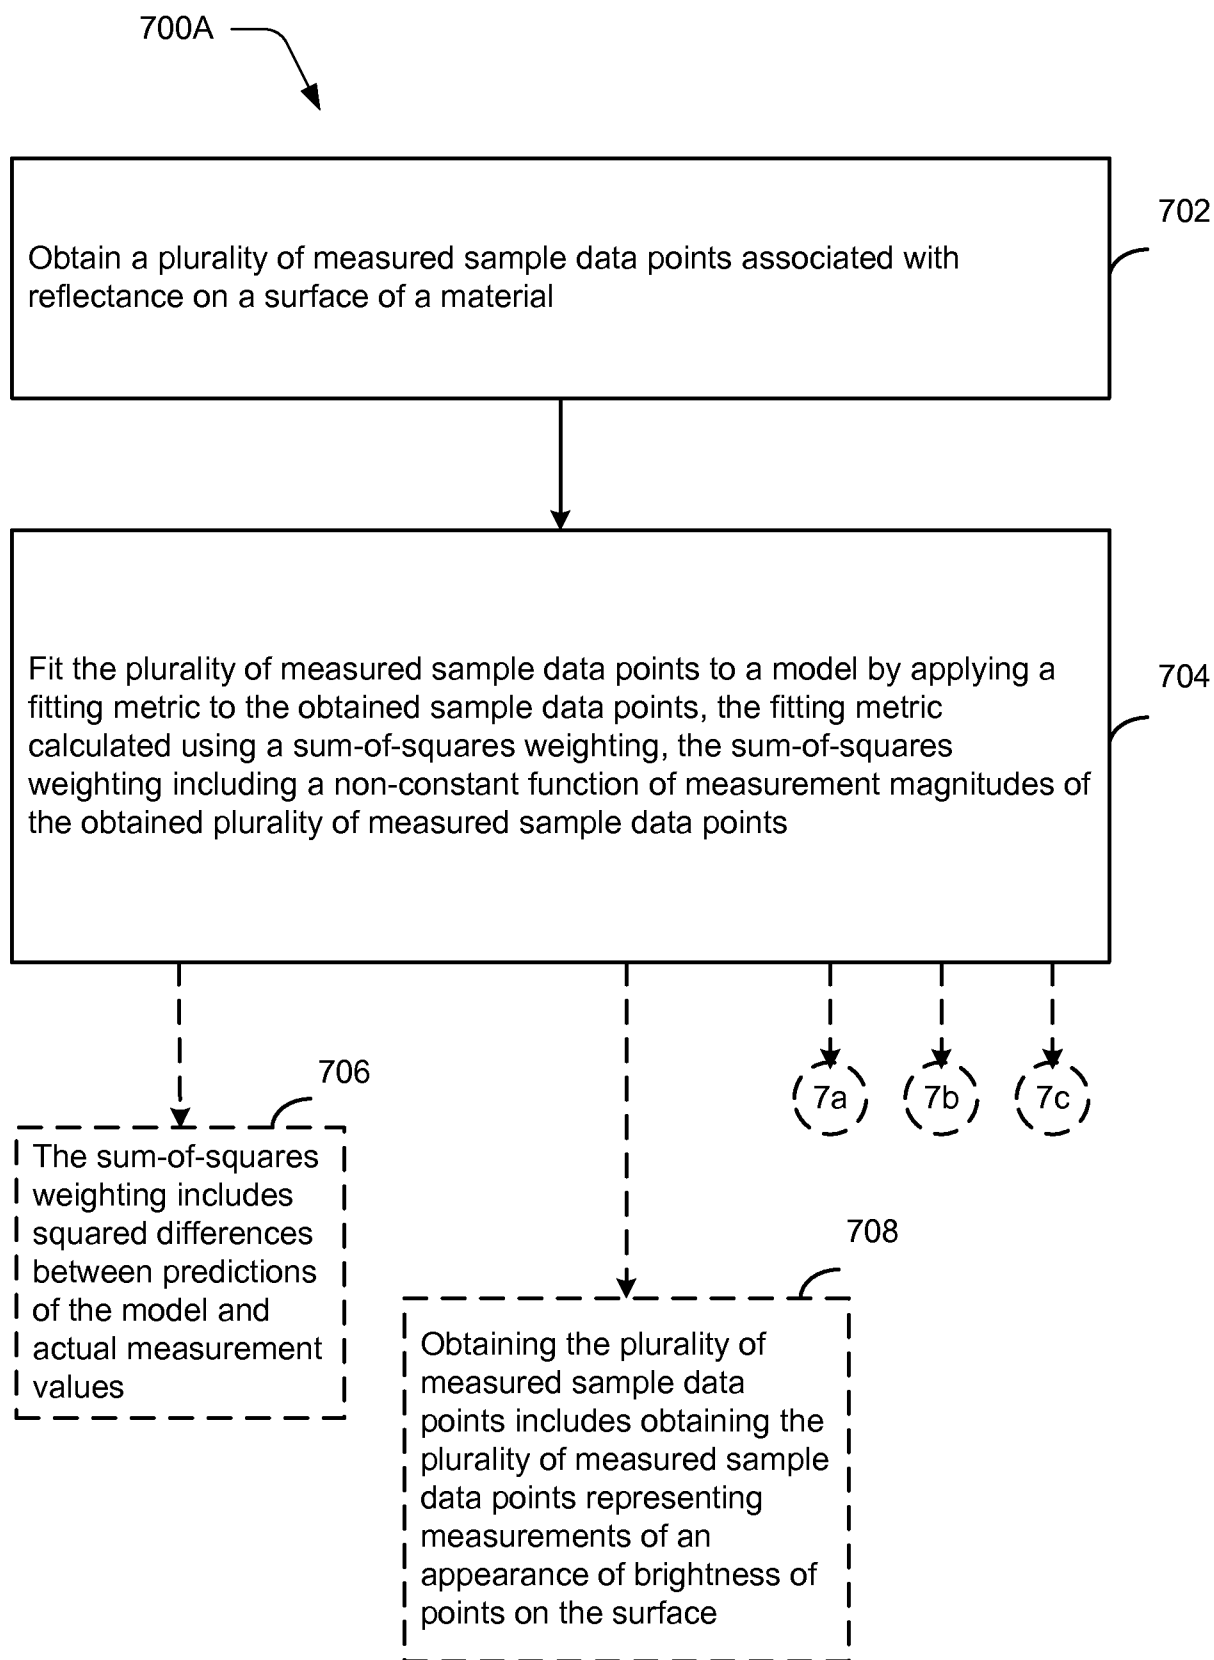 700A
702
Obtain a plurality of measured sample data points associated with
reflectance on a surface of a material
704
Fit the plurality of measured sample data points to a model by applying a
fitting metric to the obtained sample data points, the fitting metric
calculated using a sum-of-squares weighting, the sum-of-squares
weighting including a non-constant function of measurement magnitudes of
the obtained plurality of measured sample data points
706
7a
7b
7c
The sum-of-squares
weighting includes
squared differences
between predictions
of the model and
actual measurement
values
708
Obtaining the plurality of
measured sample data
points includes obtaining the
plurality of measured sample
data points representing
measurements of an
appearance of brightness of
points on the surface